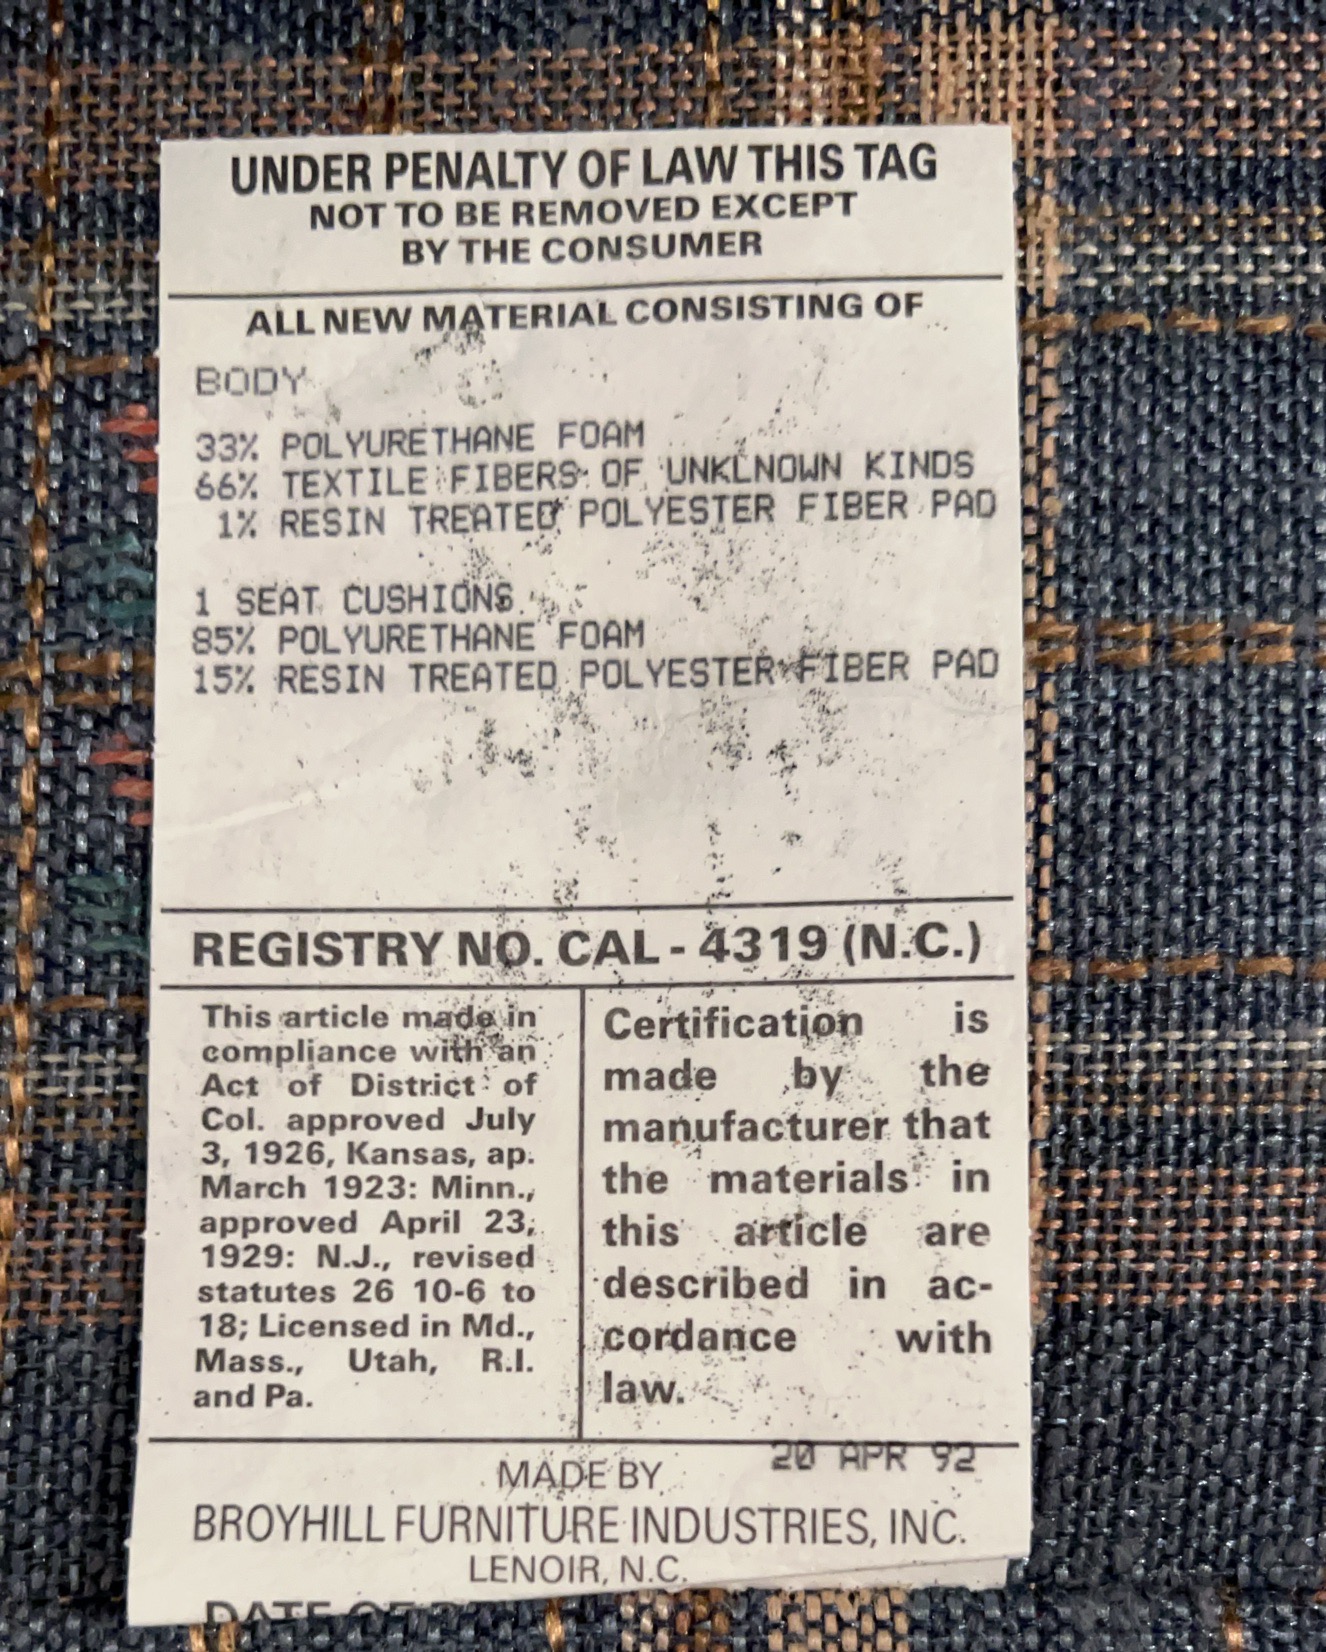 UNDER PENALTY OF LAW THIS TAG
NOT TO BE REMOVED EXCEPT
BY THE CONSUMER
ALL NEW MATERIAL CONSISTING OF
BODY
33% POLYURETHANE FOAM
66% TEXTILE FIBERS OF UNKLNOWN KINDS
1% RESIN TREATED POLYESTER FIBER PAD
1 SEAT CUSHIONS
85% POLYURETHANE FOAM
15% RESIN TREATED POLYESTER FIBER PAD
REGISTRY NO. CAL - 4319 (N.C.)
This article made in
compliance with an
Act of District of
Col. approved July
3, 1926, Kansas, ap.
March 1923: Minn.,
approved April 23,
1929: N.J., revised
statutes 26 10-6 to
18; Licensed in Md.,
Mass., Utah, R.I.
and Pa.
Certification is
made by the
manufacturer that
the materials in
this article are
described in ac-
cordance with
law.
20 APR 92
MADE BY
BROYHILL FURNITURE INDUSTRIES, INC.
LENOIR, N.C.
DATE OF